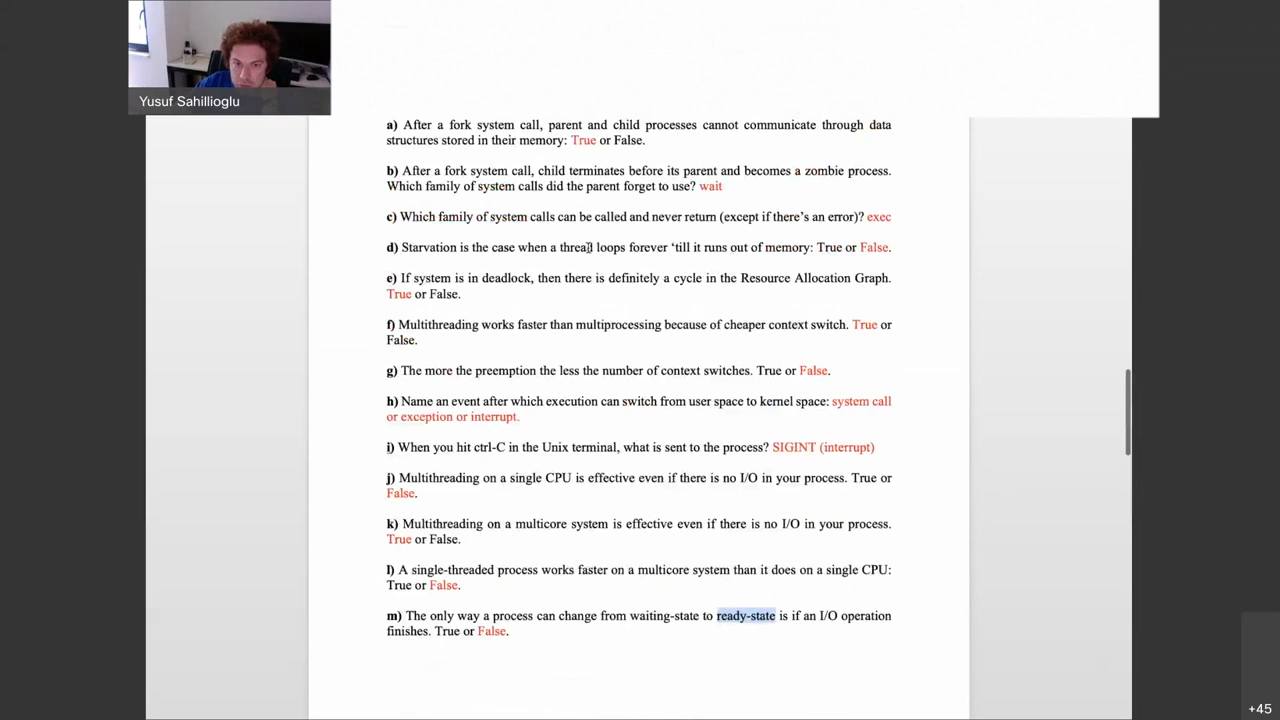 Yusuf Sahillioglu
a) After a fork system call, parent and child processes cannot communicate through data
structures stored in their memory: True or False.
b) After a fork system call, child terminates before its parent and becomes a zombie process.
Which family of system calls did the parent forget to use? wait
c) Which family of system calls can be called and never return (except if there's an error)? exec
d) Starvation is the case when a thread loops forever ‘till it runs out of memory: True or False.
e) If system is in deadlock, then there is definitely a cycle in the Resource Allocation Graph.
True or False.
f) Multithreading works faster than multiprocessing because of cheaper context switch. True or
False.
g) The more the preemption the less the number of context switches. True or False.
h) Name an event after which execution can switch from user space to kernel space: system call
or exception or interrupt.
i) When you hit ctrl-C in the Unix terminal, what is sent to the process? SIGINT (interrupt)
j) Multithreading on a single CPU is effective even if there is no I/O in your process. True or
False.
k) Multithreading on a multicore system is effective even if there is no I/O in your process.
True or False.
l) A single-threaded process works faster on a multicore system than it does on a single CPU:
True or False.
m) The only way a process can change from waiting-state to ready-state is if an I/O operation
finishes. True or False.
+45